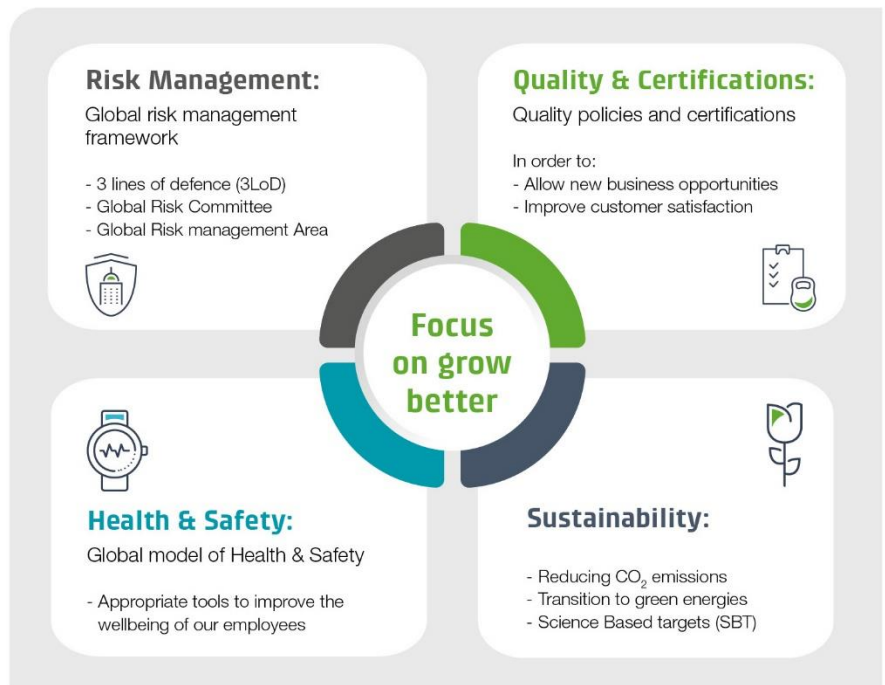 Risk Management:
Global risk management
framework
- 3 lines of defence (3LoD)
- Global Risk Committee
- Global Risk management Area
Quality & Certifications:
Quality policies and certifications
In order to:
- Allow new business opportunities
- Improve customer satisfaction
Focus
on grow
better
Health & Safety:
Global model of Health & Safety
- Appropriate tools to improve the
wellbeing of our employees
Sustainability:
- Reducing CO₂ emissions
- Transition to green energies
- Science Based targets (SBT)